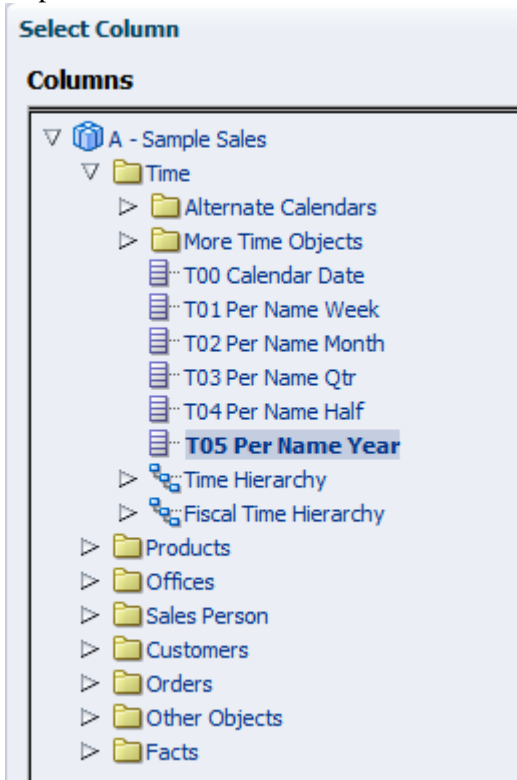 Select Column
Columns
A - Sample Sales
Time
Alternate Calendars
More Time Objects
T00 Calendar Date
T01 Per Name Week
T02 Per Name Month
T03 Per Name Qtr
T04 Per Name Half
T05 Per Name Year
Time Hierarchy
Fiscal Time Hierarchy
Products
Offices
Sales Person
Customers
Orders
Other Objects
Facts